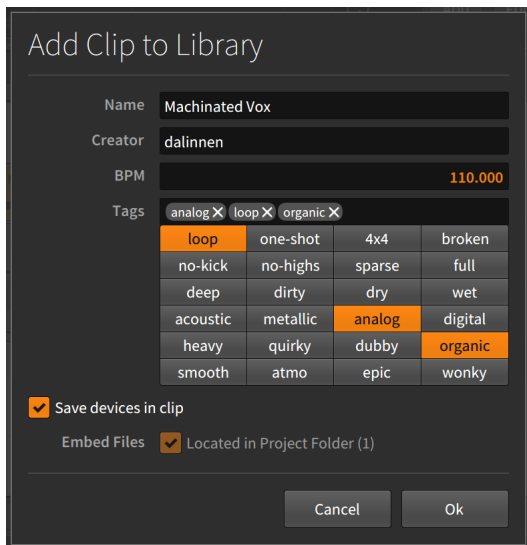 Add Clip to Library
Name Machinated Vox
Creator dalinnen
BPM 110.000
Tags analog loop organic
loop one-shot 4x4 broken
no-kick no-highs sparse full
deep dirty dry wet
acoustic metallic analog digital
heavy quirky dubby organic
smooth atmo epic wonky
Save devices in clip
Embed Files Located in Project Folder (1)
Cancel Ok